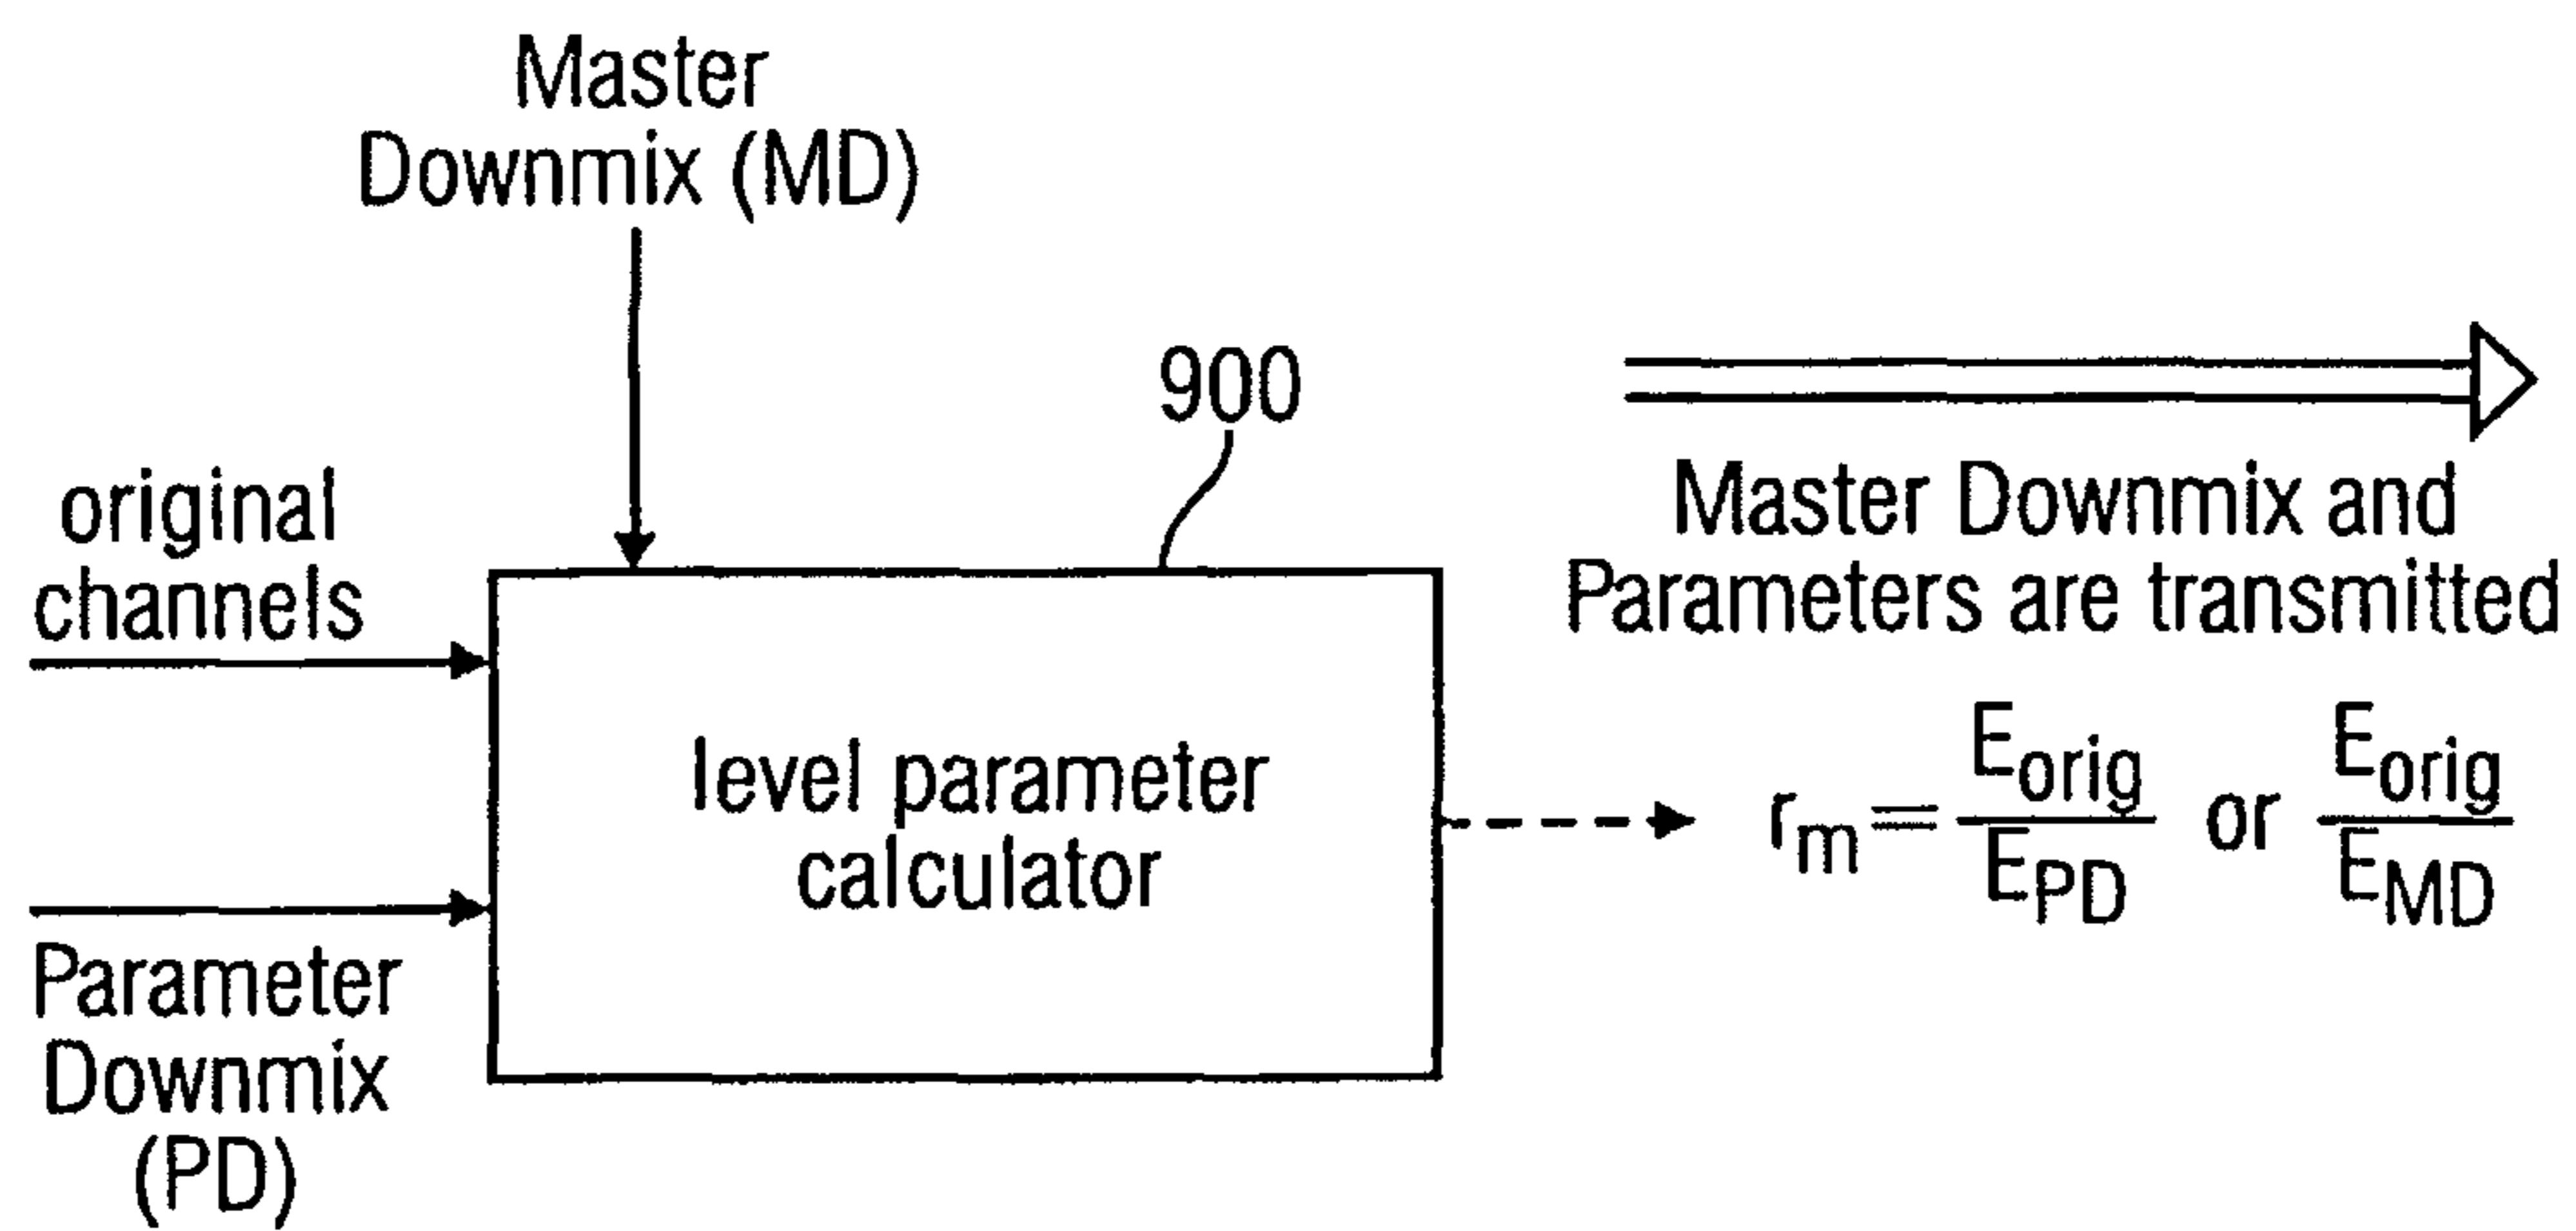 Master
Downmix (MD)
900
original
channels
Master Downmix and
Parameters are transmitted
level parameter
calculator
r_m = E_orig / E_PD or E_orig / E_MD
Parameter
Downmix
(PD)